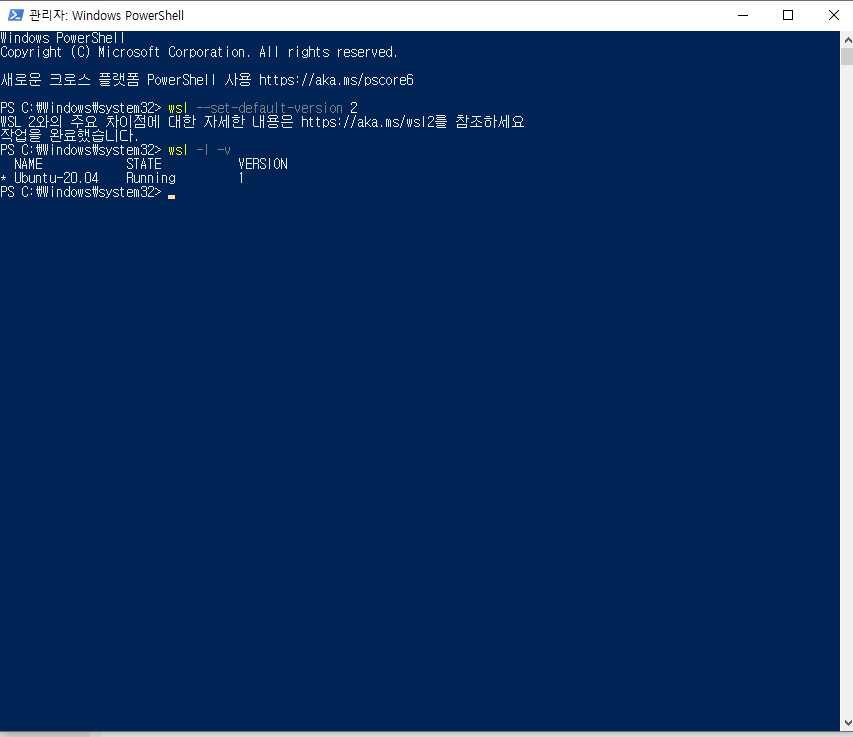 관리자: Windows PowerShell
Windows PowerShell
Copyright (C) Microsoft Corporation. All rights reserved.
새로운 크로스 플랫폼 PowerShell 사용 https://aka.ms/pscore6
PS C:₩Windows₩system32> wsl --set-default-version 2
WSL 2와의 주요 차이점에 대한 자세한 내용은 https://aka.ms/wsl2를 참조하세요
작업을 완료했습니다.
PS C:₩Windows₩system32> wsl -l -v
NAME STATE VERSION
* Ubuntu-20.04 Running 1
PS C:₩Windows₩system32>